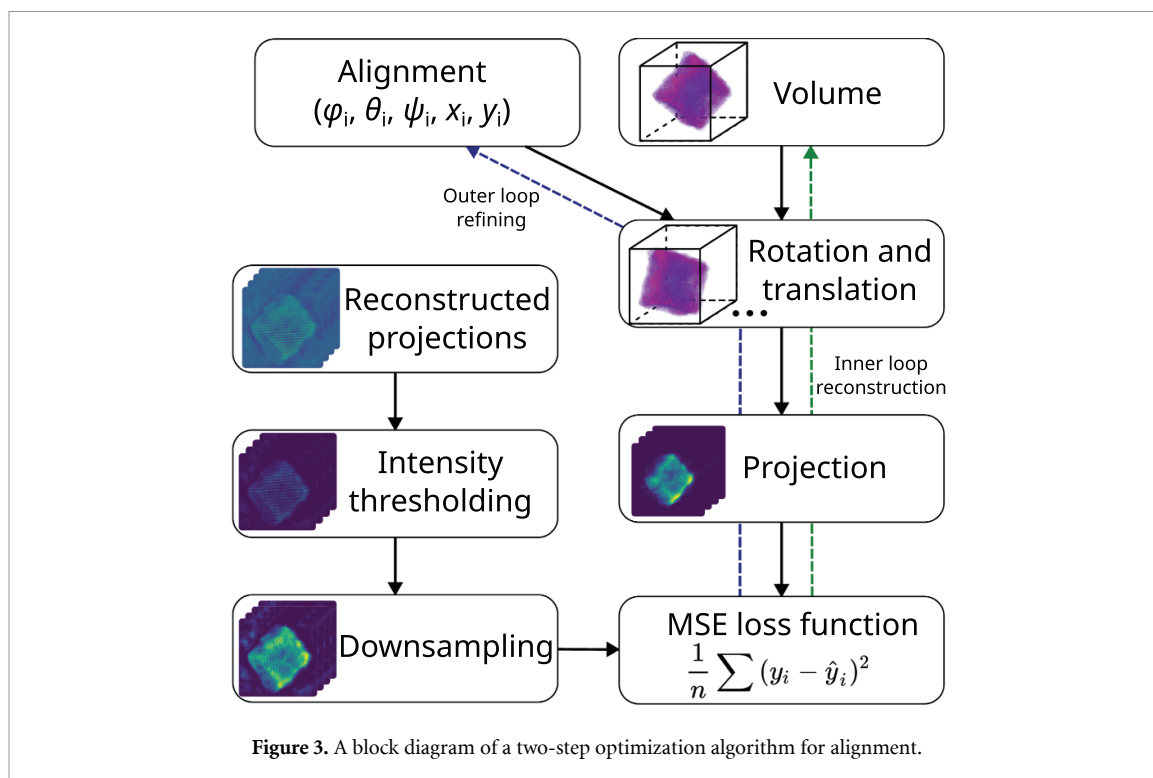 Alignment
(φi, θi, ψi, xi, yi)
Volume
Outer loop
refining
Rotation and
translation
...
Reconstructed
projections
Inner loop
reconstruction
Intensity
thresholding
Projection
Downsampling
MSE loss function
1/n ∑ (yi − ŷi)²
Figure 3. A block diagram of a two-step optimization algorithm for alignment.